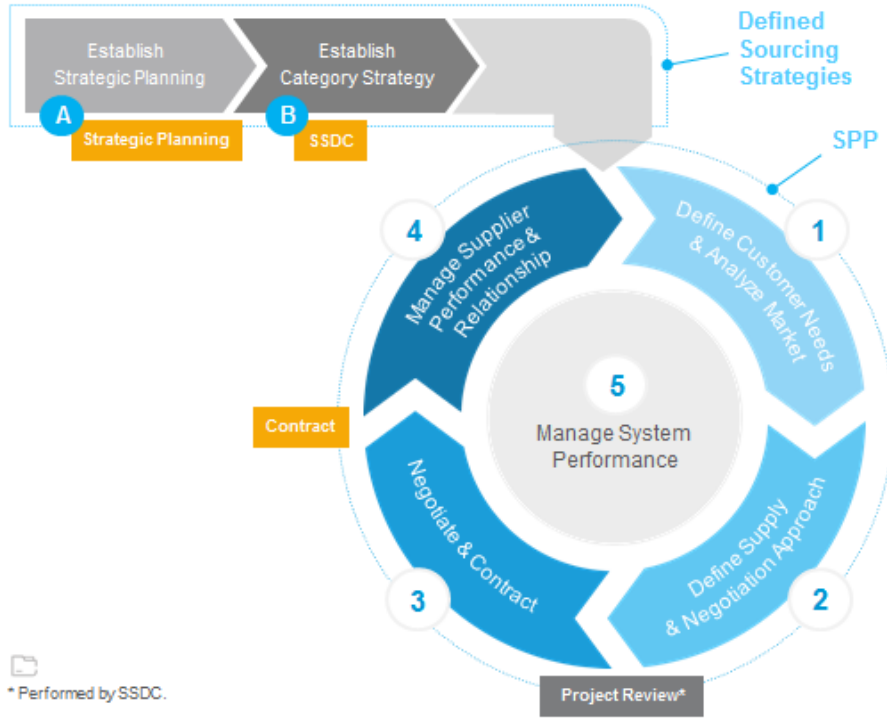 Establish
Strategic Planning
Establish
Category Strategy
Defined
Sourcing
Strategies
A
Strategic Planning
B
SSDC
SPP
4
Manage Supplier
Performance &
Relationship
1
Define Customer Needs
& Analyze Market
5
Manage System
Performance
Contract
3
Negotiate & Contract
2
Define Supply
& Negotiation Approach
Project Review*
* Performed by SSDC.